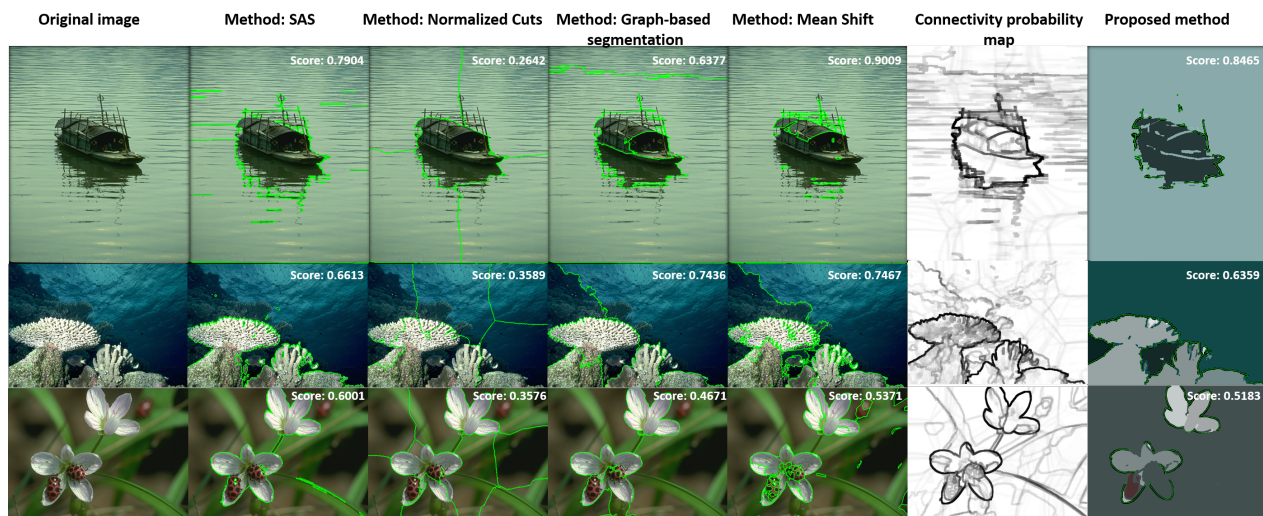 Original image
Method: SAS
Method: Normalized Cuts
Method: Graph-based
segmentation
Method: Mean Shift
Connectivity probability
map
Proposed method
Score: 0.7904
Score: 0.2642
Score: 0.6377
Score: 0.9009
Score: 0.8465
Score: 0.6613
Score: 0.3589
Score: 0.7436
Score: 0.7467
Score: 0.6359
Score: 0.6001
Score: 0.3576
Score: 0.4671
Score: 0.5371
Score: 0.5183